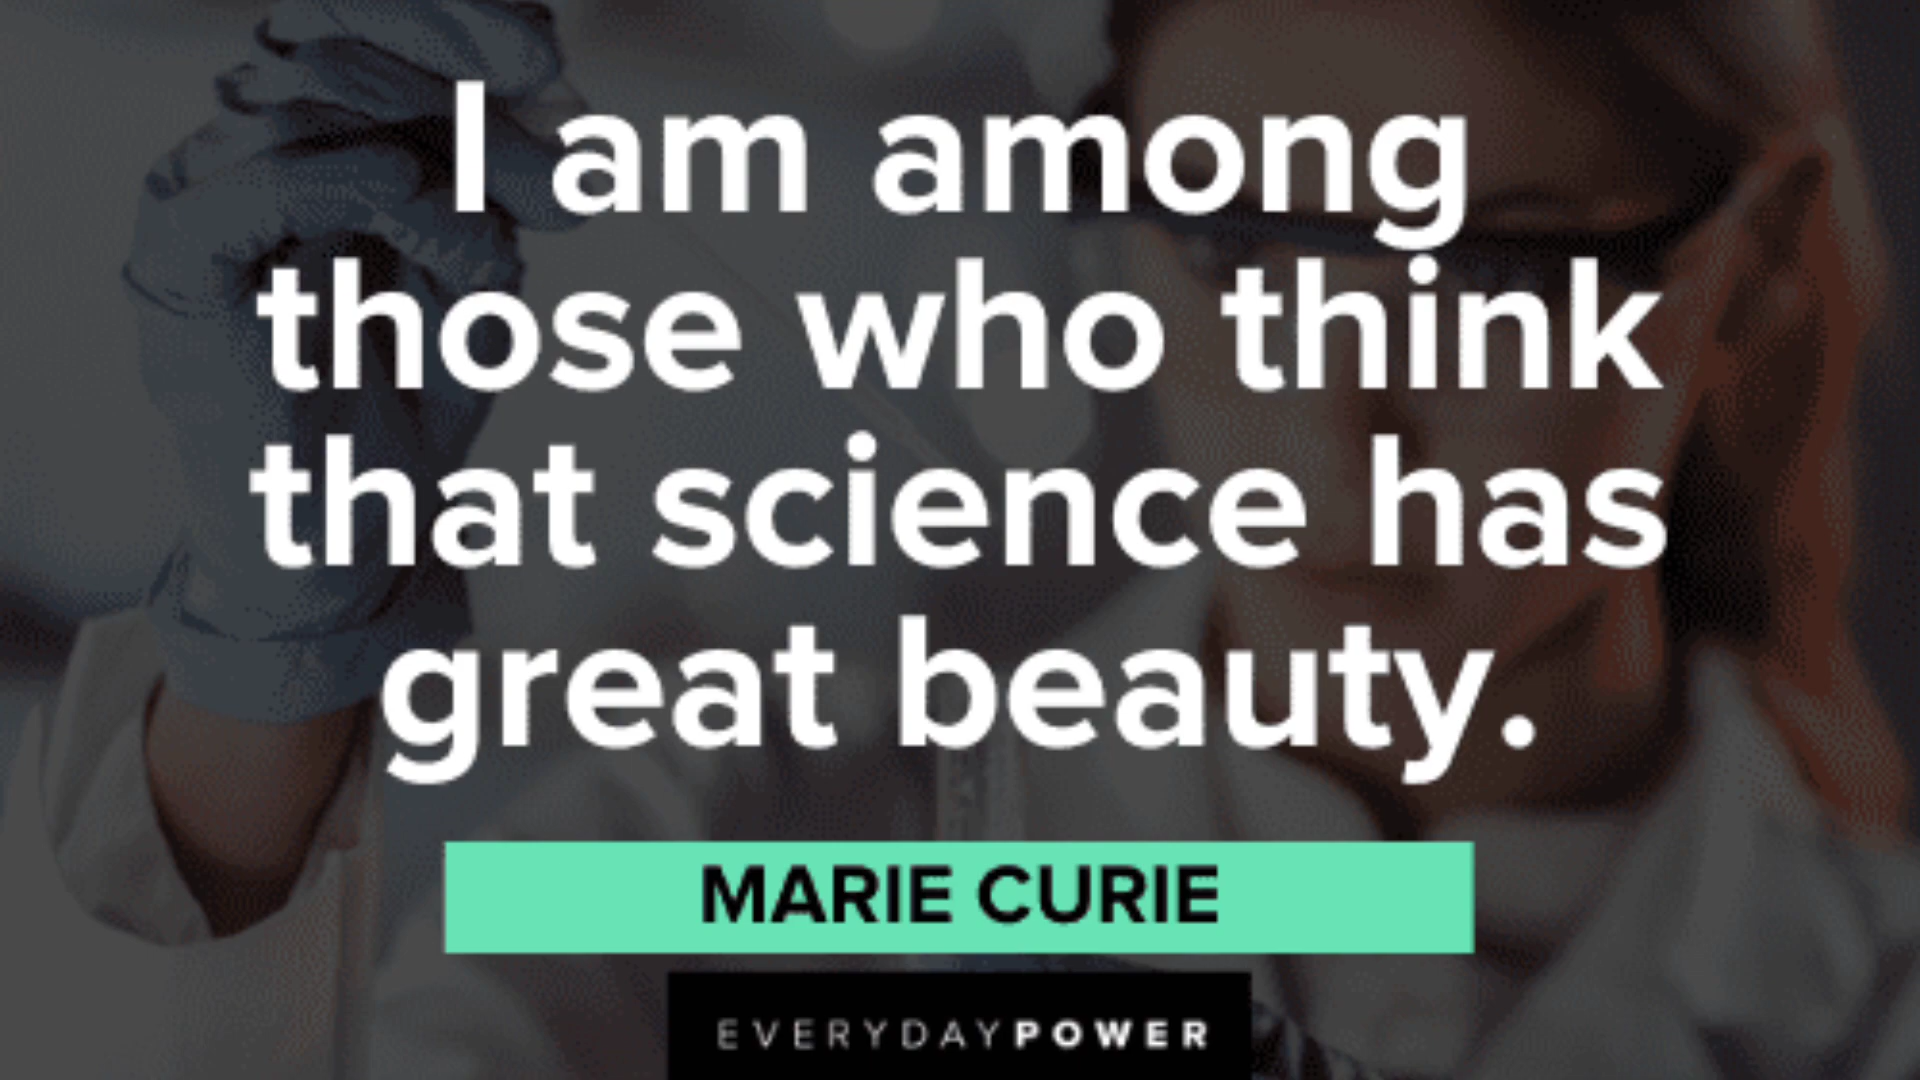 I am among
those who think
that science has
great beauty.
MARIE CURIE
EVERYDAYPOWER